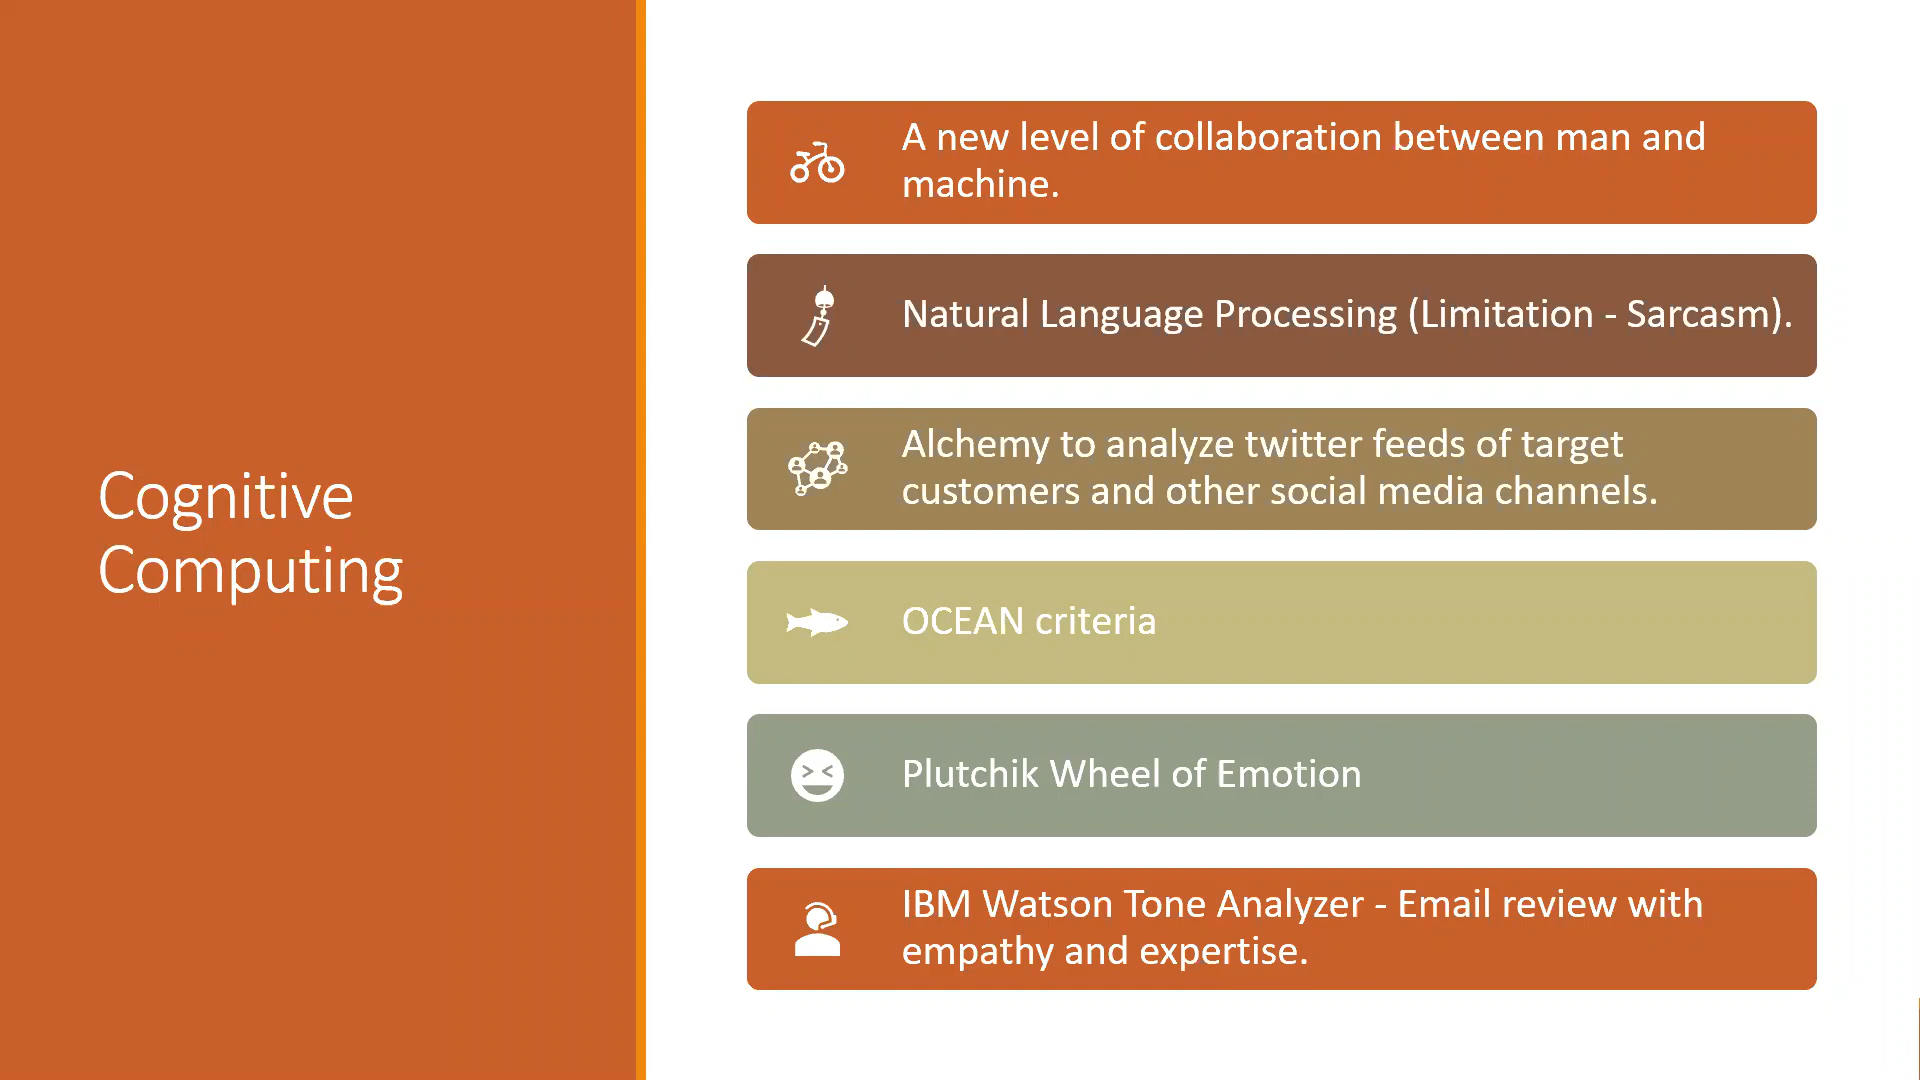 Cognitive
Computing
A new level of collaboration between man and
machine.
Natural Language Processing (Limitation - Sarcasm).
Alchemy to analyze twitter feeds of target
customers and other social media channels.
OCEAN criteria
Plutchik Wheel of Emotion
IBM Watson Tone Analyzer - Email review with
empathy and expertise.